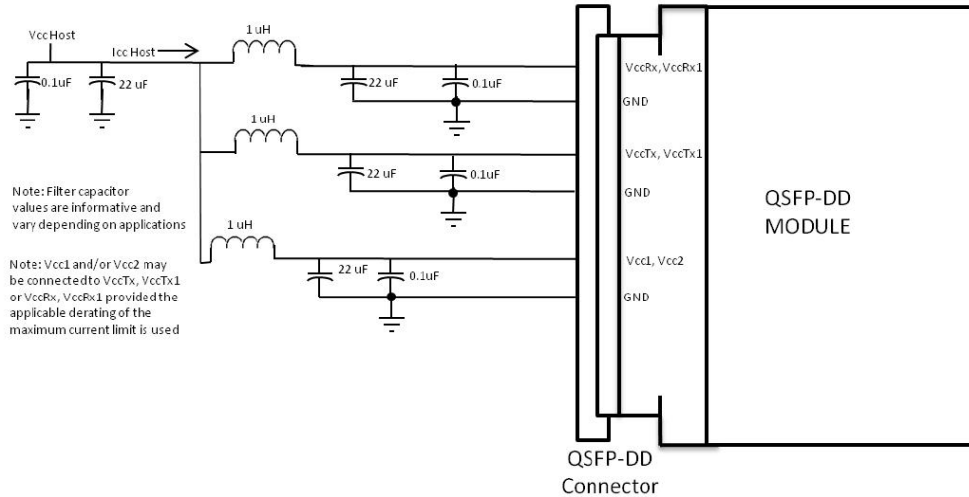 Vcc Host
Icc Host
0.1uF
22 uF
1 uH
22 uF
0.1uF
VccRx, VccRx1
GND
1 uH
22 uF
0.1uF
VccTx, VccTx1
GND
Note: Filter capacitor
values are informative and
vary depending on applications
1 uH
22 uF
0.1uF
Vcc1, Vcc2
GND
Note: Vcc1 and/or Vcc2 may
be connected to VccTx, VccTx1
or VccRx, VccRx1 provided the
applicable derating of the
maximum current limit is used
QSFP-DD
MODULE
QSFP-DD
Connector